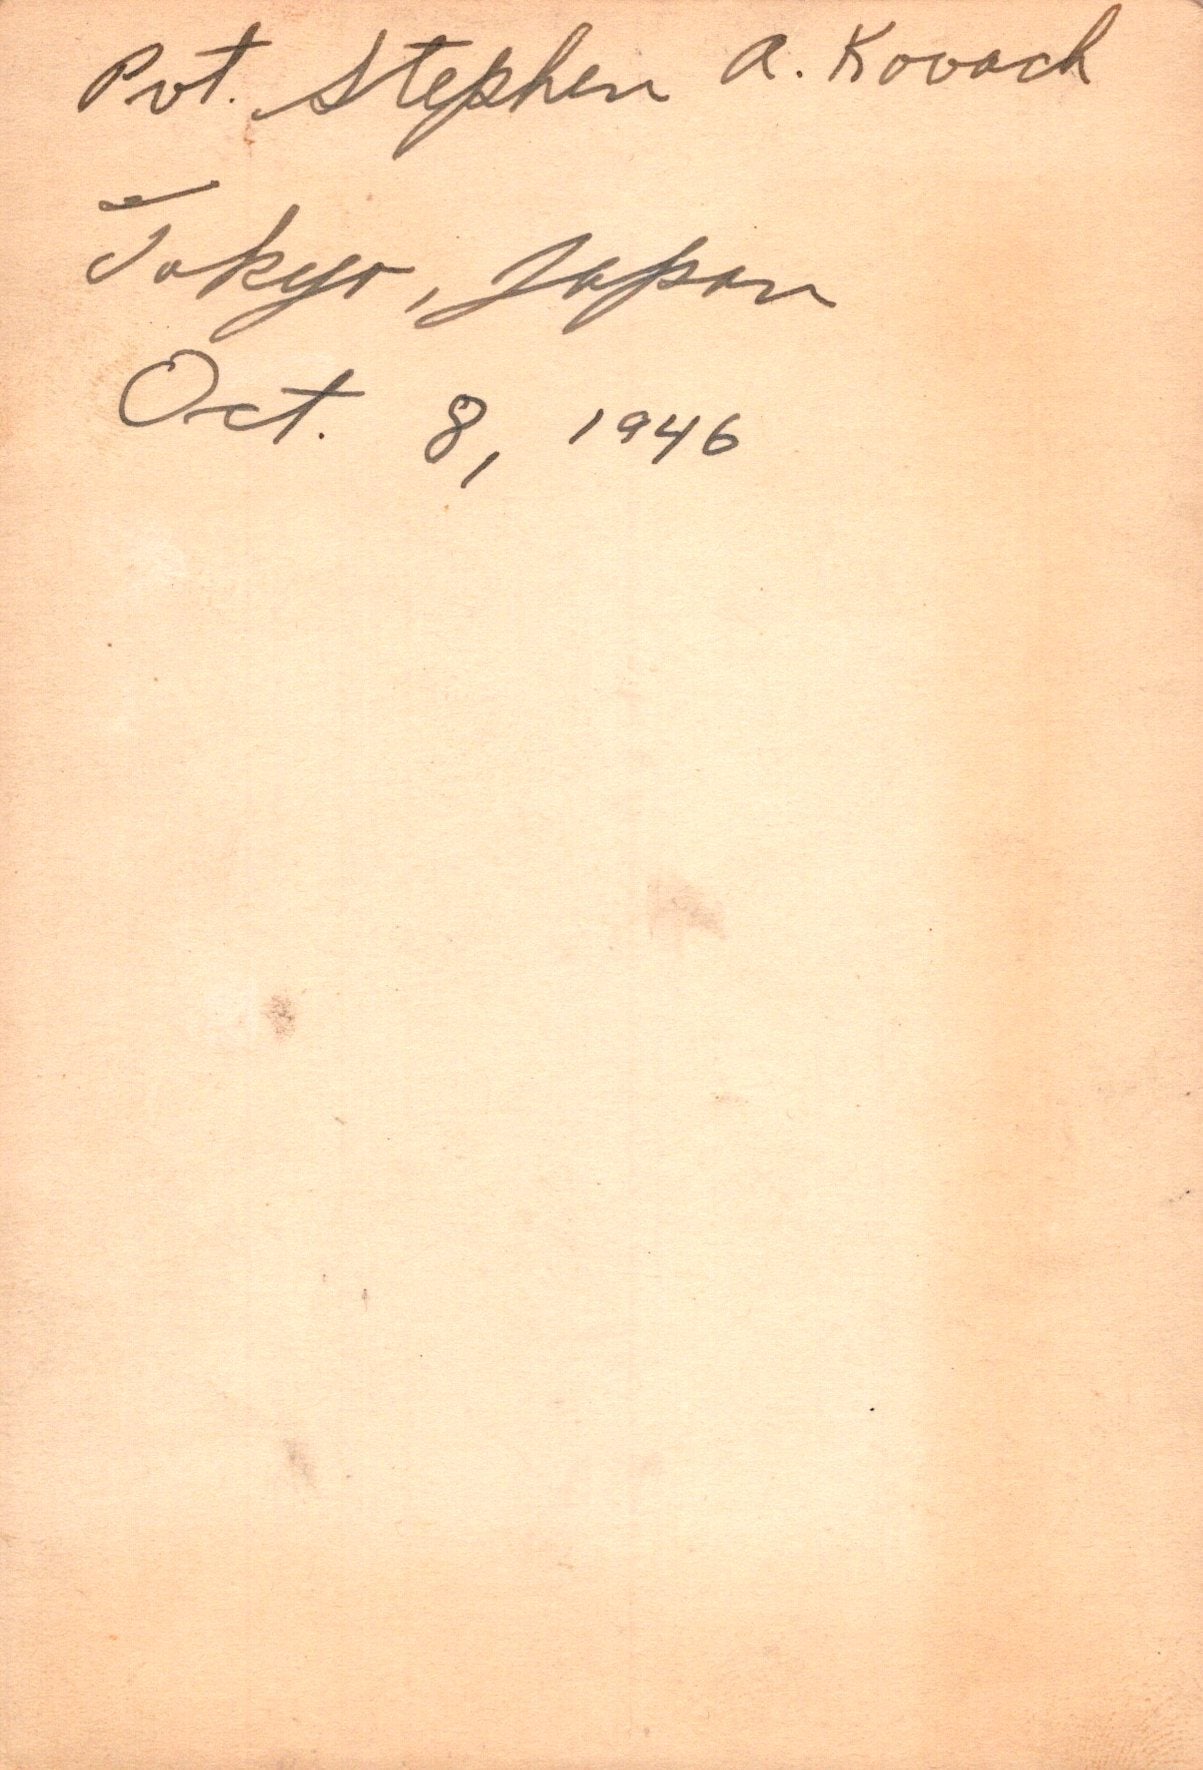 Pvt. Stephen A. Kovach
Tokyo, Japan
Oct. 8, 1946